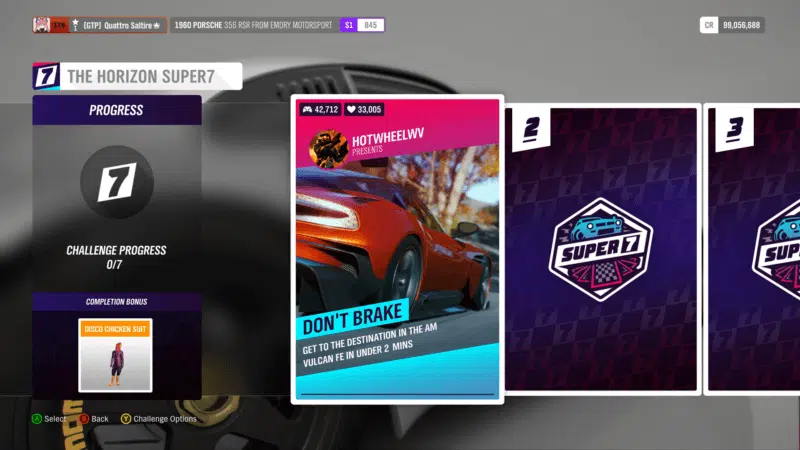 176 [GTP] Quattro Saltire
1960 PORSCHE 356 RSR FROM EMORY MOTORSPORT S1 845
CR 99,056,688
7 THE HORIZON SUPER7
PROGRESS
7
CHALLENGE PROGRESS
0/7
COMPLETION BONUS
DISCO CHICKEN SUIT
42,712 33,005
HOTWHEELWV
PRESENTS
DON'T BRAKE
GET TO THE DESTINATION IN THE AM
VULCAN FE IN UNDER 2 MINS
2
SUPER 7
3
SUPER 7
A Select B Back Y Challenge Options